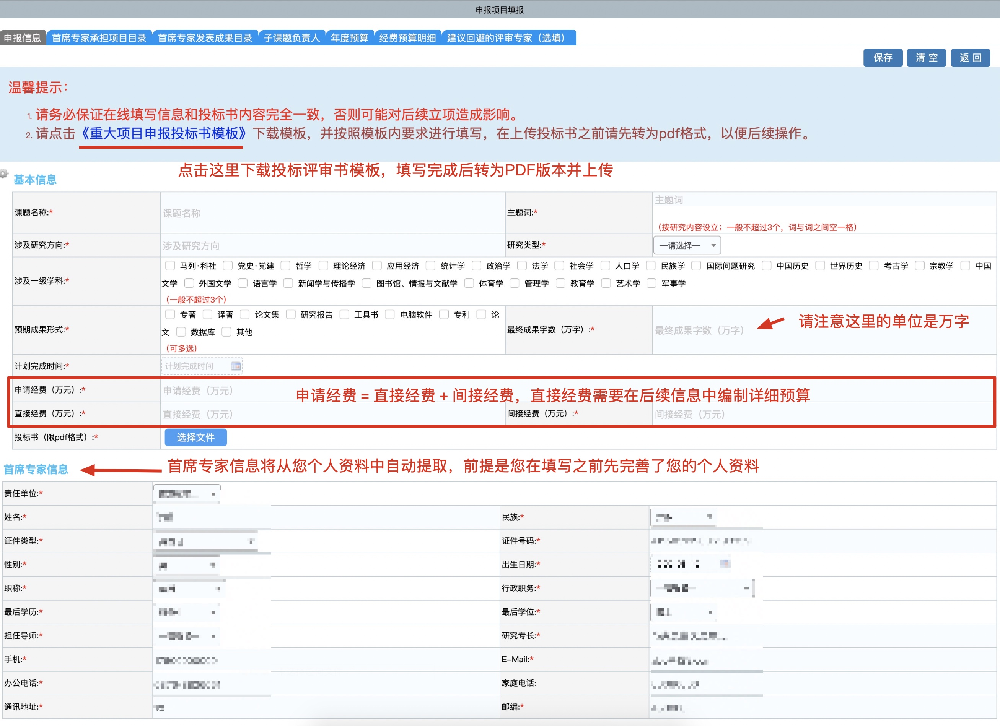 申报项目填报
申报信息 首席专家承担项目目录 首席专家发表成果目录 子课题负责人 年度预算 经费预算明细 建议回避的评审专家（选填）
保存 清 空 返 回
温馨提示：
1. 请务必保证在线填写信息和投标书内容完全一致，否则可能对后续立项造成影响。
2. 请点击《重大项目申报投标书模板》下载模板，并按照模板内要求进行填写，在上传投标书之前请先转为pdf格式，以便后续操作。
点击这里下载投标评审书模板，填写完成后转为PDF版本并上传
基本信息
课题名称:* 课题名称 主题词:* 主题词
（按研究内容设立；一般不超过3个，词与词之间空一格）
涉及研究方向:* 涉及研究方向 研究类型:* —请选择—
涉及一级学科:* 马列·科社 党史·党建 哲学 理论经济 应用经济 统计学 政治学 法学 社会学 人口学 民族学 国际问题研究 中国历史 世界历史 考古学 宗教学 中国
文学 外国文学 语言学 新闻学与传播学 图书馆、情报与文献学 体育学 管理学 教育学 艺术学 军事学
（一般不超过3个）
预期成果形式:* 专著 译著 论文集 研究报告 工具书 电脑软件 专利 论
文 数据库 其他
（可多选）
最终成果字数（万字）:* 最终成果字数（万字） 请注意这里的单位是万字
计划完成时间:* 计划完成时间
申请经费（万元）:* 申请经费（万元） 申请经费 = 直接经费 + 间接经费，直接经费需要在后续信息中编制详细预算
直接经费（万元）:* 直接经费（万元） 间接经费（万元）:* 间接经费（万元）
投标书（限pdf格式）:* 选择文件
首席专家信息 首席专家信息将从您个人资料中自动提取，前提是您在填写之前先完善了您的个人资料
责任单位:*
姓名:* 民族:*
证件类型:* 证件号码:*
性别:* 出生日期:*
职称:* 行政职务:*
最后学历:* 最后学位:*
担任导师:* 研究专长:*
手机:* E-Mail:*
办公电话:* 家庭电话:
通讯地址:* 邮编:*